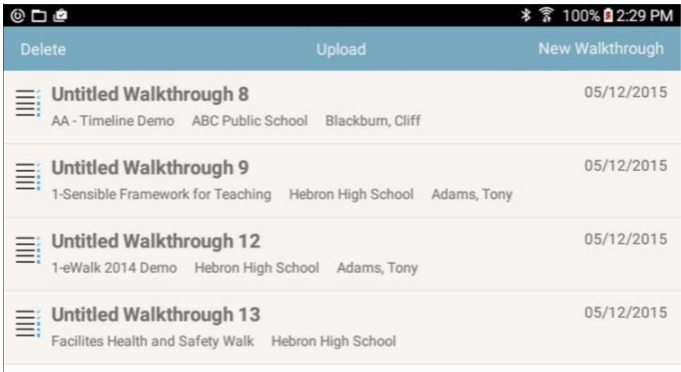 100% 2:29 PM
Delete Upload New Walkthrough
Untitled Walkthrough 8 05/12/2015
AA - Timeline Demo ABC Public School Blackburn, Cliff
Untitled Walkthrough 9 05/12/2015
1-Sensible Framework for Teaching Hebron High School Adams, Tony
Untitled Walkthrough 12 05/12/2015
1-eWalk 2014 Demo Hebron High School Adams, Tony
Untitled Walkthrough 13 05/12/2015
Facilites Health and Safety Walk Hebron High School